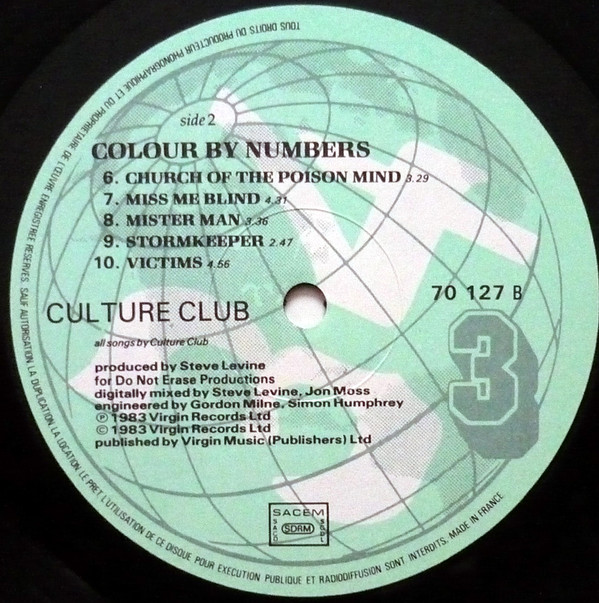 side 2
COLOUR BY NUMBERS
6. CHURCH OF THE POISON MIND 3.29
7. MISS ME BLIND 4.31
8. MISTER MAN 3.36
9. STORMKEEPER 2.47
10. VICTIMS 4.56
CULTURE CLUB
70 127 B
all songs by Culture Club
3
produced by Steve Levine
for Do Not Erase Productions
digitally mixed by Steve Levine, Jon Moss
engineered by Gordon Milne, Simon Humphrey
℗ 1983 Virgin Records Ltd
© 1983 Virgin Records Ltd
published by Virgin Music (Publishers) Ltd
SACEM
SACD
SDRM
SGDL
TOUS DROITS DU PRODUCTEUR PHONOGRAPHIQUE ET DU PROPRIETAIRE DE L'ŒUVRE ENREGISTREE RESERVES. SAUF AUTORISATION LA DUPLICATION, LA LOCATION, LE PRET, L'UTILISATION DE CE DISQUE POUR EXECUTION PUBLIQUE ET RADIODIFFUSION SONT INTERDITS. MADE IN FRANCE